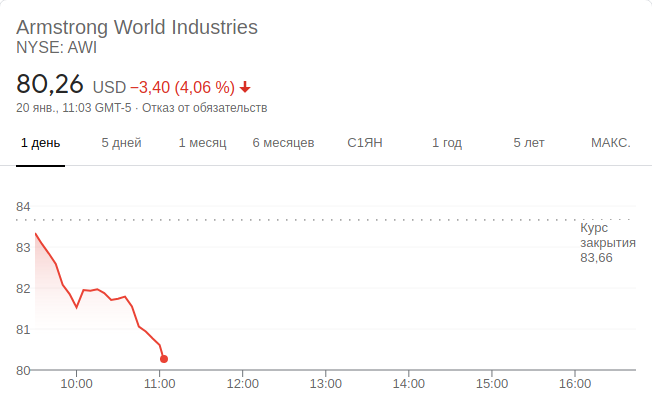 Armstrong World Industries
NYSE: AWI
80,26 USD −3,40 (4,06 %)
20 янв., 11:03 GMT-5 · Отказ от обязательств
1 день 5 дней 1 месяц 6 месяцев С1ЯН 1 год 5 лет МАКС.
84
Курс
закрытия
83,66
83
82
81
80
10:00 11:00 12:00 13:00 14:00 15:00 16:00